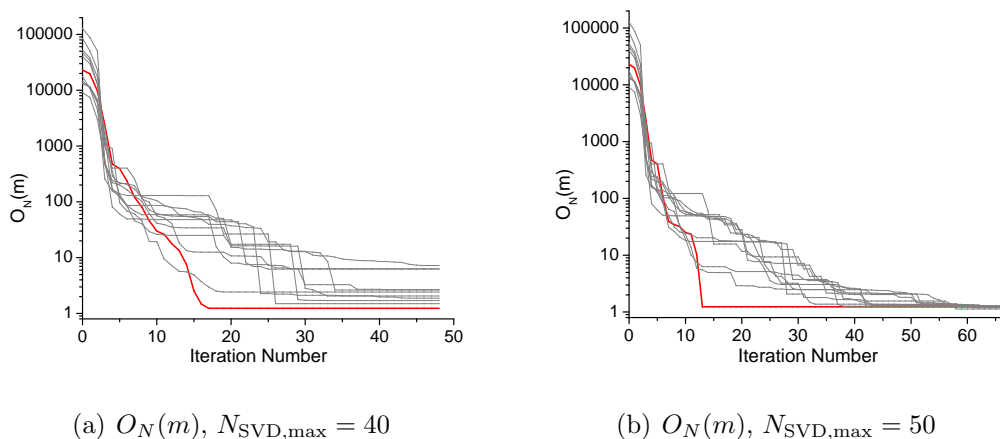 100000
10000
1000
100
10
1
O_N(m)
0 10 20 30 40 50
Iteration Number
(a) O_N(m), N_SVD,max = 40
100000
10000
1000
100
10
1
O_N(m)
0 10 20 30 40 50 60
Iteration Number
(b) O_N(m), N_SVD,max = 50